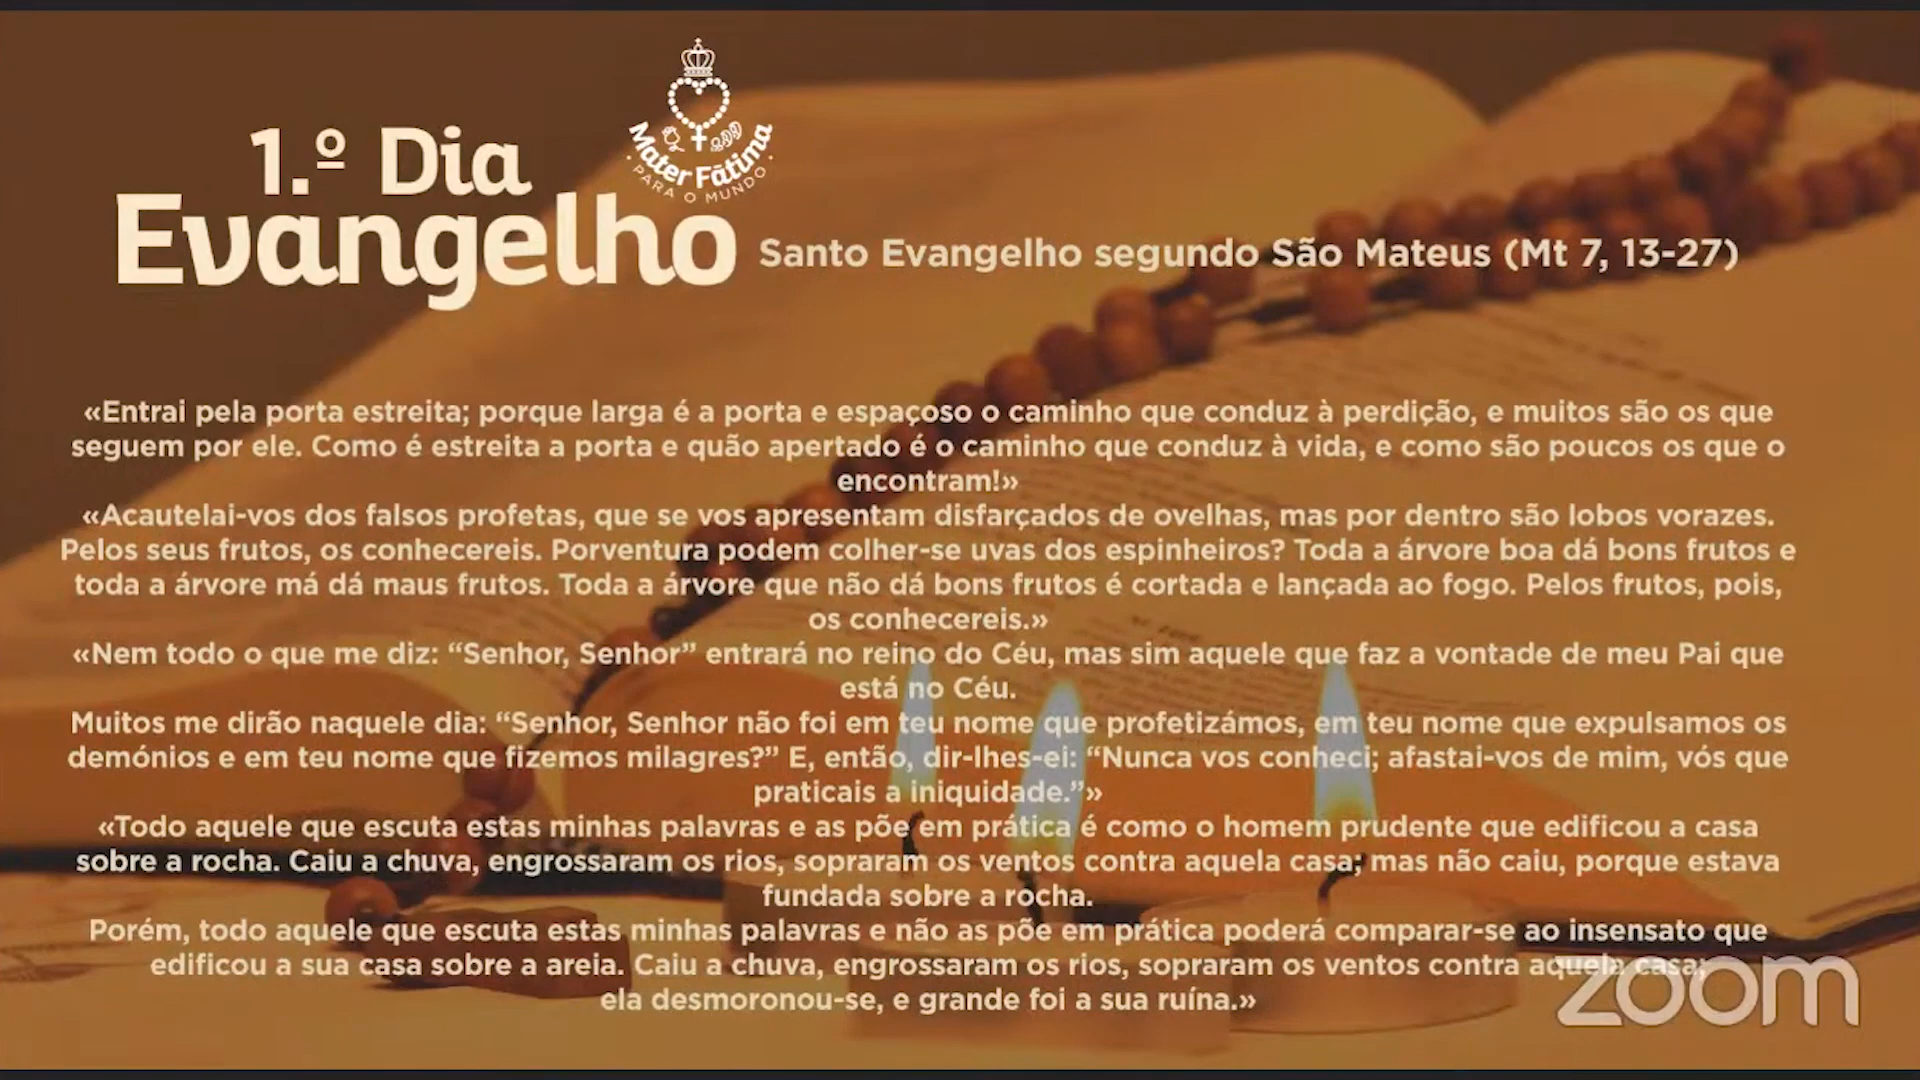 1.º Dia
Mater Fátima
PARA O MUNDO
Evangelho
Santo Evangelho segundo São Mateus (Mt 7, 13-27)
«Entrai pela porta estreita; porque larga é a porta e espaçoso o caminho que conduz à perdição, e muitos são os que
seguem por ele. Como é estreita a porta e quão apertado é o caminho que conduz à vida, e como são poucos os que o
encontram!»
«Acautelai-vos dos falsos profetas, que se vos apresentam disfarçados de ovelhas, mas por dentro são lobos vorazes.
Pelos seus frutos, os conhecereis. Porventura podem colher-se uvas dos espinheiros? Toda a árvore boa dá bons frutos e
toda a árvore má dá maus frutos. Toda a árvore que não dá bons frutos é cortada e lançada ao fogo. Pelos frutos, pois,
os conhecereis.»
«Nem todo o que me diz: “Senhor, Senhor” entrará no reino do Céu, mas sim aquele que faz a vontade de meu Pai que
está no Céu.
Muitos me dirão naquele dia: “Senhor, Senhor não foi em teu nome que profetizámos, em teu nome que expulsamos os
demónios e em teu nome que fizemos milagres?” E, então, dir-lhes-ei: “Nunca vos conheci; afastai-vos de mim, vós que
praticais a iniquidade.”»
«Todo aquele que escuta estas minhas palavras e as põe em prática é como o homem prudente que edificou a casa
sobre a rocha. Caiu a chuva, engrossaram os rios, sopraram os ventos contra aquela casa; mas não caiu, porque estava
fundada sobre a rocha.
Porém, todo aquele que escuta estas minhas palavras e não as põe em prática poderá comparar-se ao insensato que
edificou a sua casa sobre a areia. Caiu a chuva, engrossaram os rios, sopraram os ventos contra aquela casa;
ela desmoronou-se, e grande foi a sua ruína.»
zoom